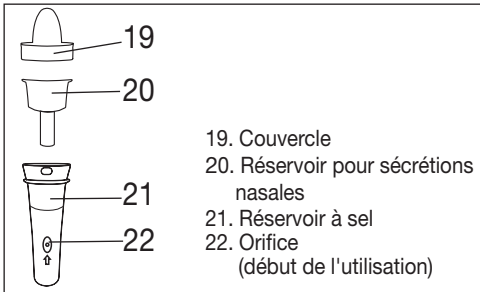 19
20
21
22
19. Couvercle
20. Réservoir pour sécrétions
nasales
21. Réservoir à sel
22. Orifice
(début de l'utilisation)